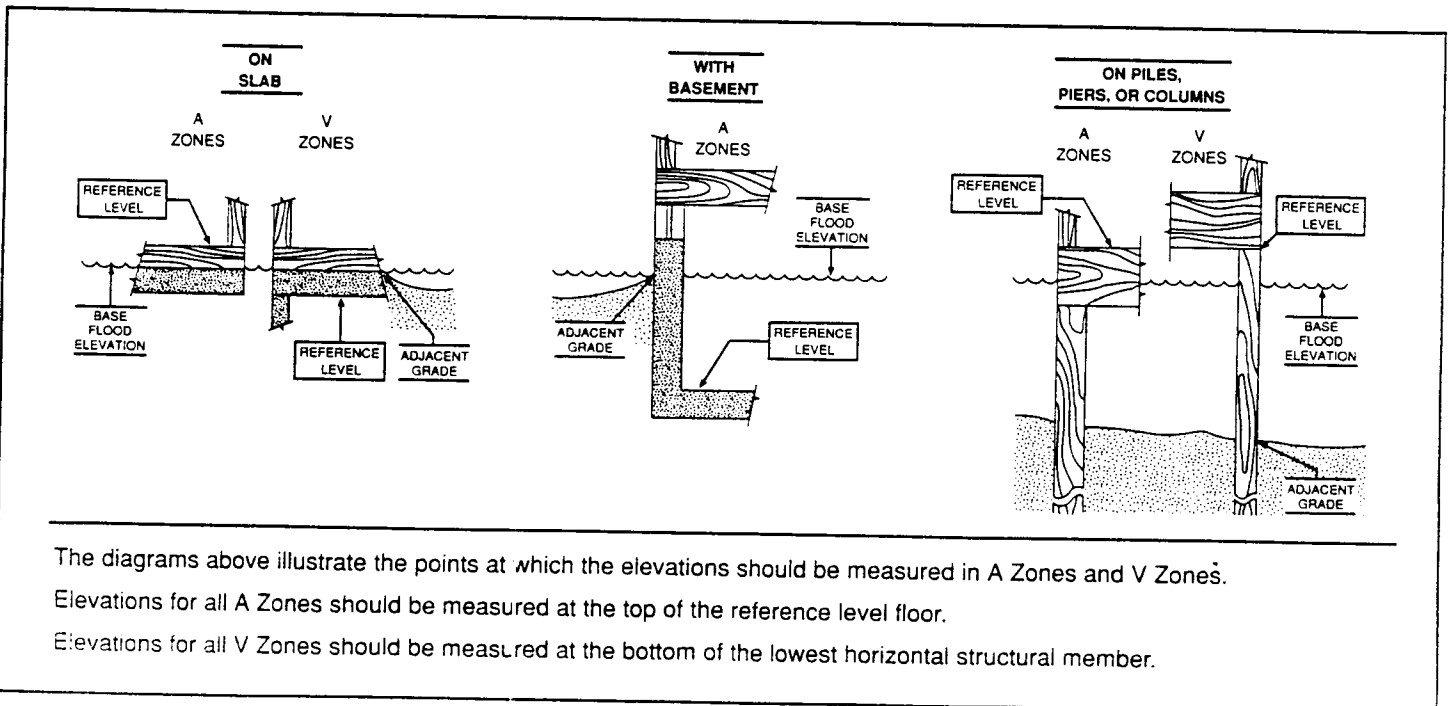 ON
SLAB
A
ZONES
V
ZONES
REFERENCE
LEVEL
BASE
FLOOD
ELEVATION
REFERENCE
LEVEL
ADJACENT
GRADE
WITH
BASEMENT
A
ZONES
BASE
FLOOD
ELEVATION
ADJACENT
GRADE
REFERENCE
LEVEL
ON PILES,
PIERS, OR COLUMNS
A
ZONES
V
ZONES
REFERENCE
LEVEL
REFERENCE
LEVEL
BASE
FLOOD
ELEVATION
ADJACENT
GRADE
The diagrams above illustrate the points at which the elevations should be measured in A Zones and V Zones.
Elevations for all A Zones should be measured at the top of the reference level floor.
Elevations for all V Zones should be measured at the bottom of the lowest horizontal structural member.